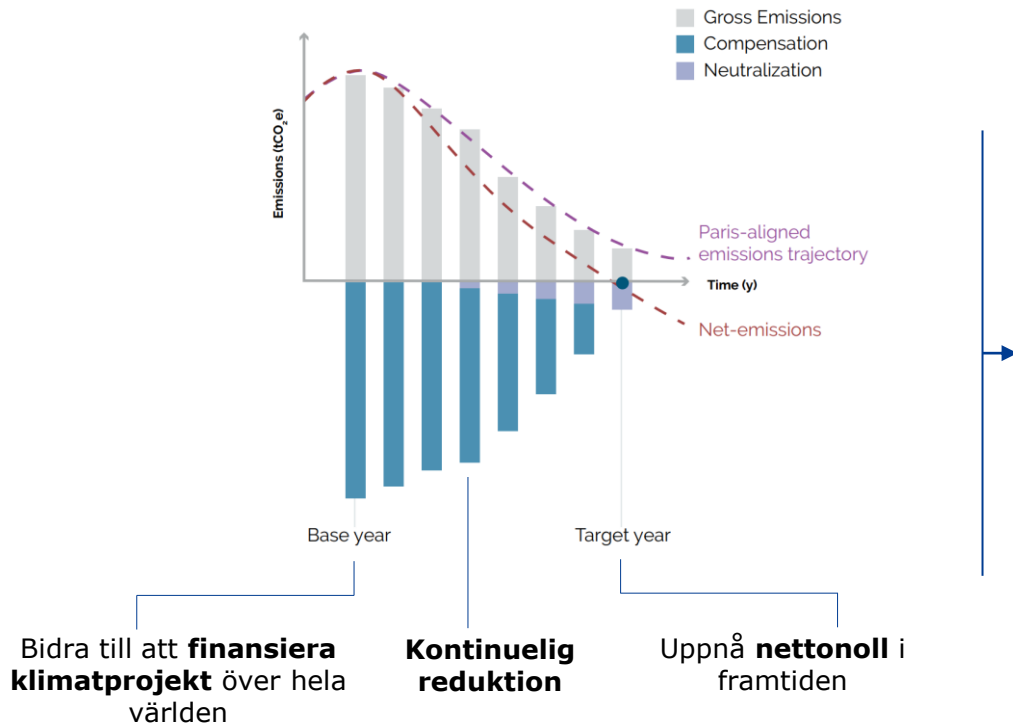 Gross Emissions
Compensation
Neutralization
Emissions (tCO₂e)
Paris-aligned
emissions trajectory
Time (y)
Net-emissions
Base year
Target year
Bidra till att finansiera
klimatprojekt över hela
världen
Kontinuelig
reduktion
Uppnå nettonoll i
framtiden